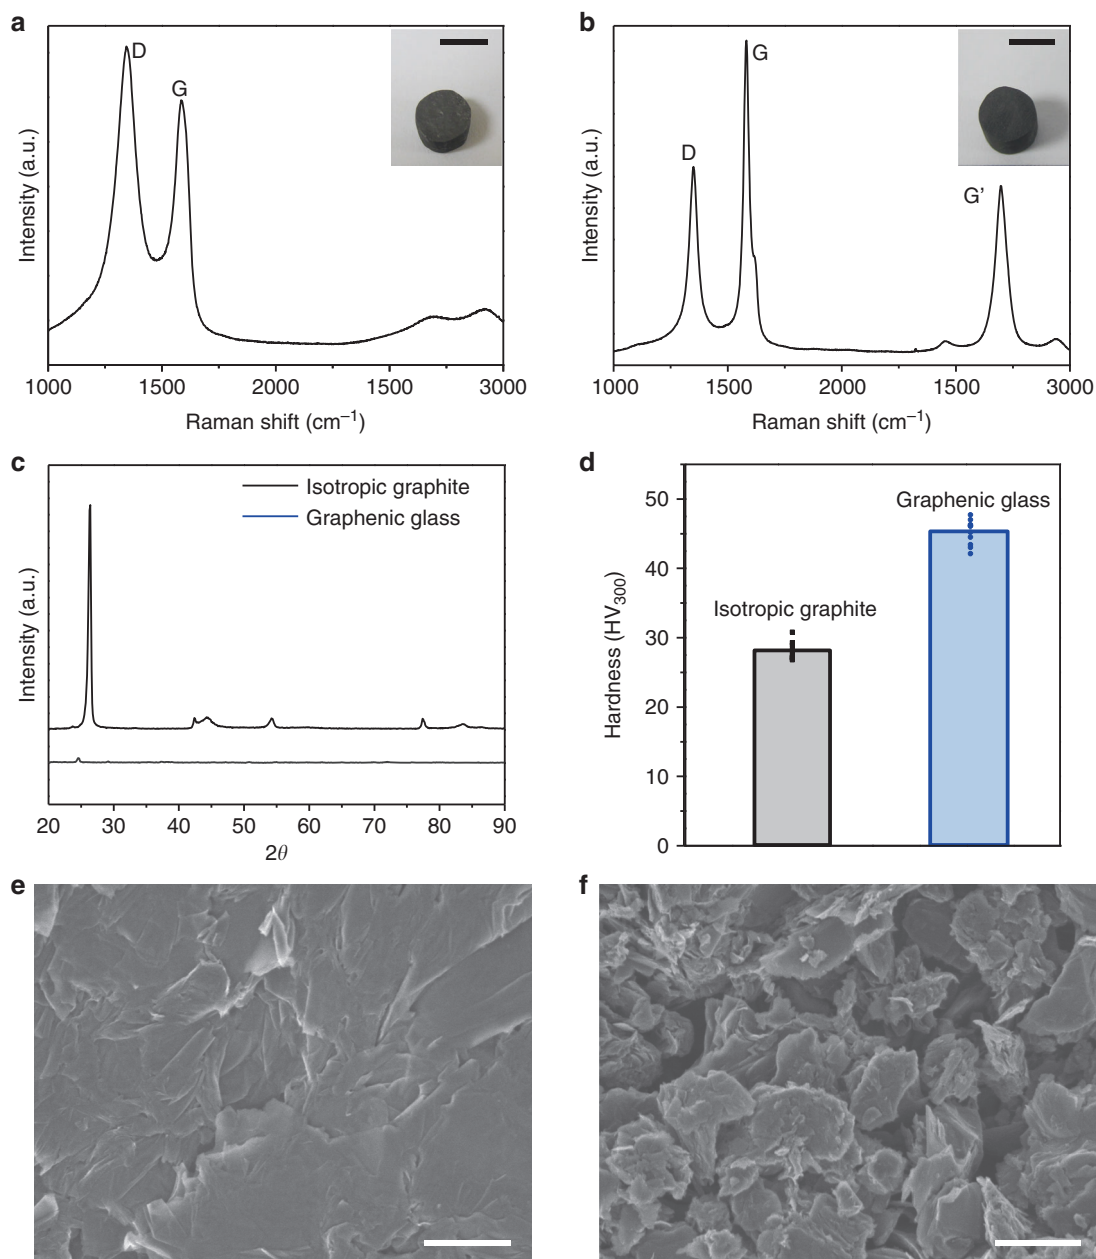 a
D
G
Intensity (a.u.)
1000 1500 2000 1500 3000
Raman shift (cm⁻¹)
b
G
D
G’
Intensity (a.u.)
1000 1500 2000 1500 3000
Raman shift (cm⁻¹)
c
Isotropic graphite
Graphenic glass
Intensity (a.u.)
20 30 40 50 60 70 80 90
2θ
d
50
40
30
20
10
0
Graphenic glass
Isotropic graphite
Hardness (HV₃₀₀)
e
f